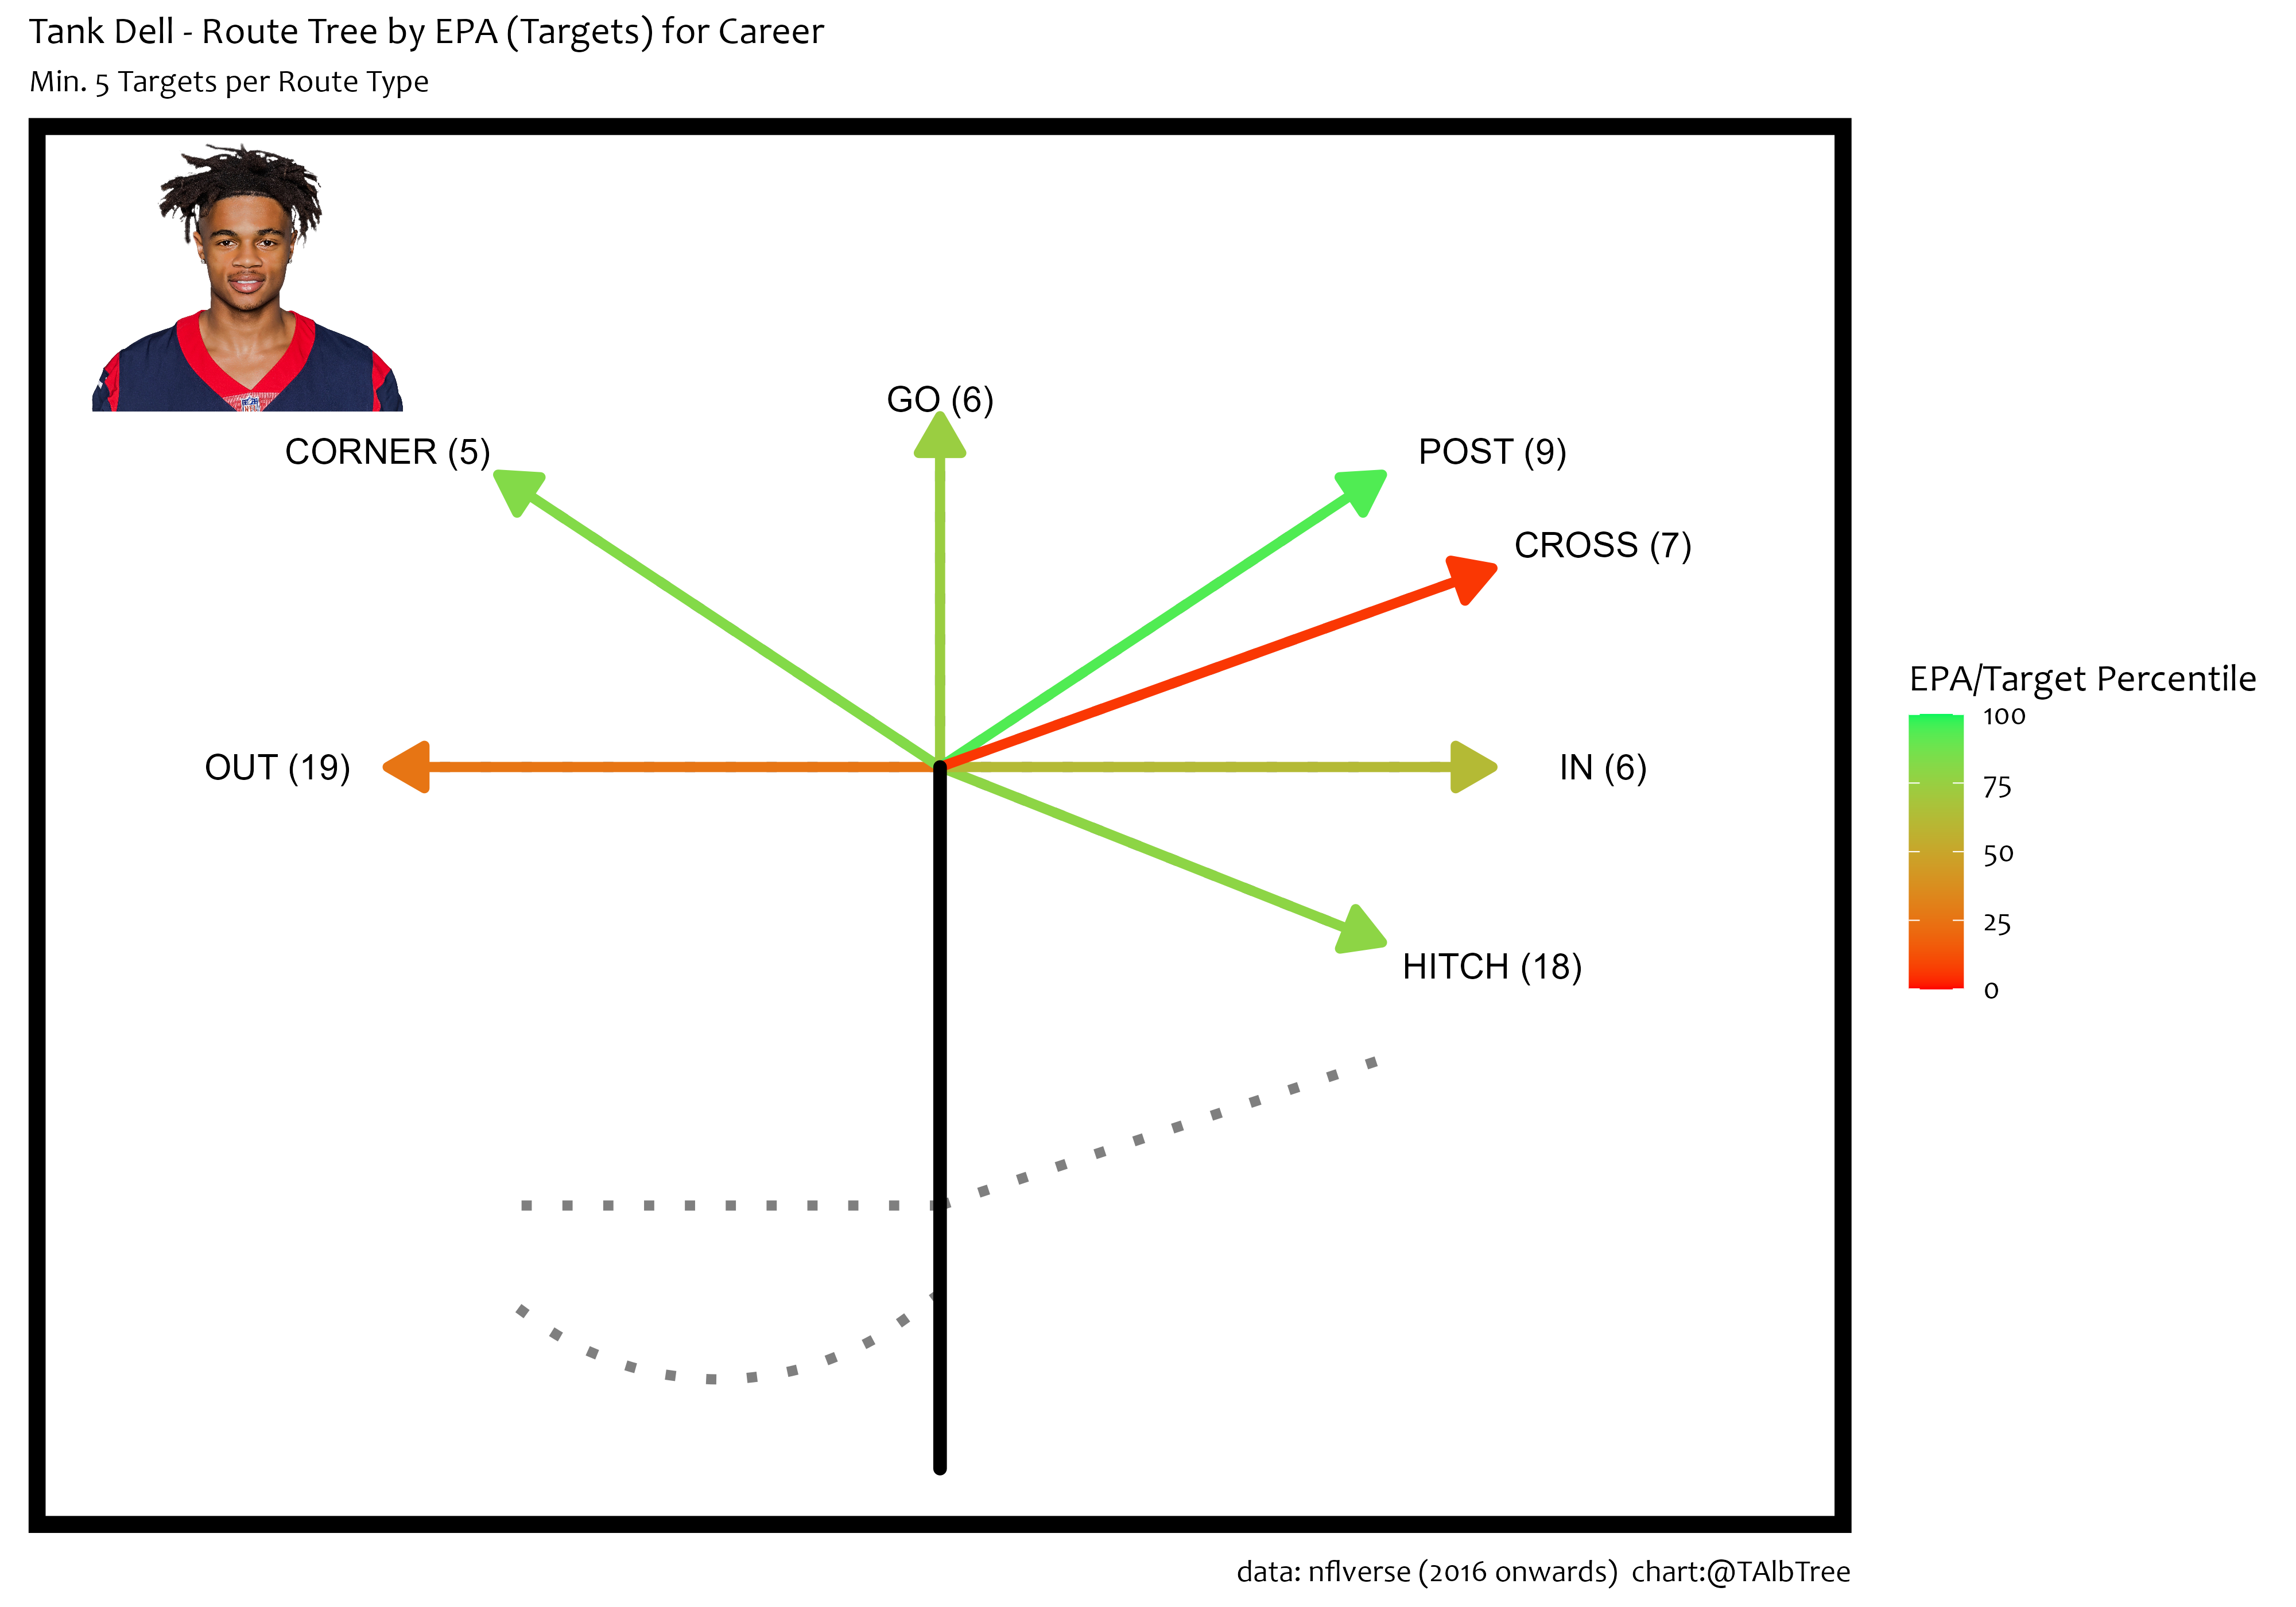 Tank Dell - Route Tree by EPA (Targets) for Career
Min. 5 Targets per Route Type
GO (6)
CORNER (5)
POST (9)
CROSS (7)
OUT (19)
IN (6)
HITCH (18)
EPA/Target Percentile
100
75
50
25
0
data: nflverse (2016 onwards)  chart:@TAlbTree